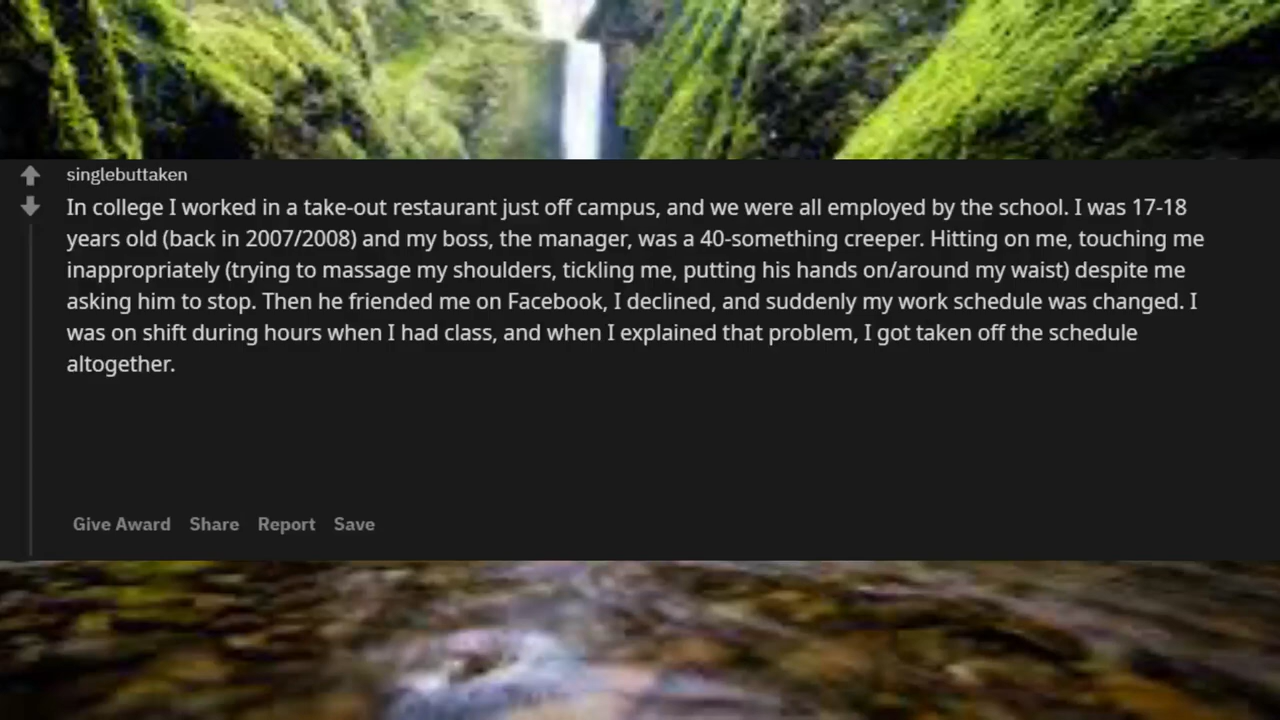 singlebuttaken
In college I worked in a take-out restaurant just off campus, and we were all employed by the school. I was 17-18
years old (back in 2007/2008) and my boss, the manager, was a 40-something creeper. Hitting on me, touching me
inappropriately (trying to massage my shoulders, tickling me, putting his hands on/around my waist) despite me
asking him to stop. Then he friended me on Facebook, I declined, and suddenly my work schedule was changed. I
was on shift during hours when I had class, and when I explained that problem, I got taken off the schedule
altogether.
Give Award Share Report Save